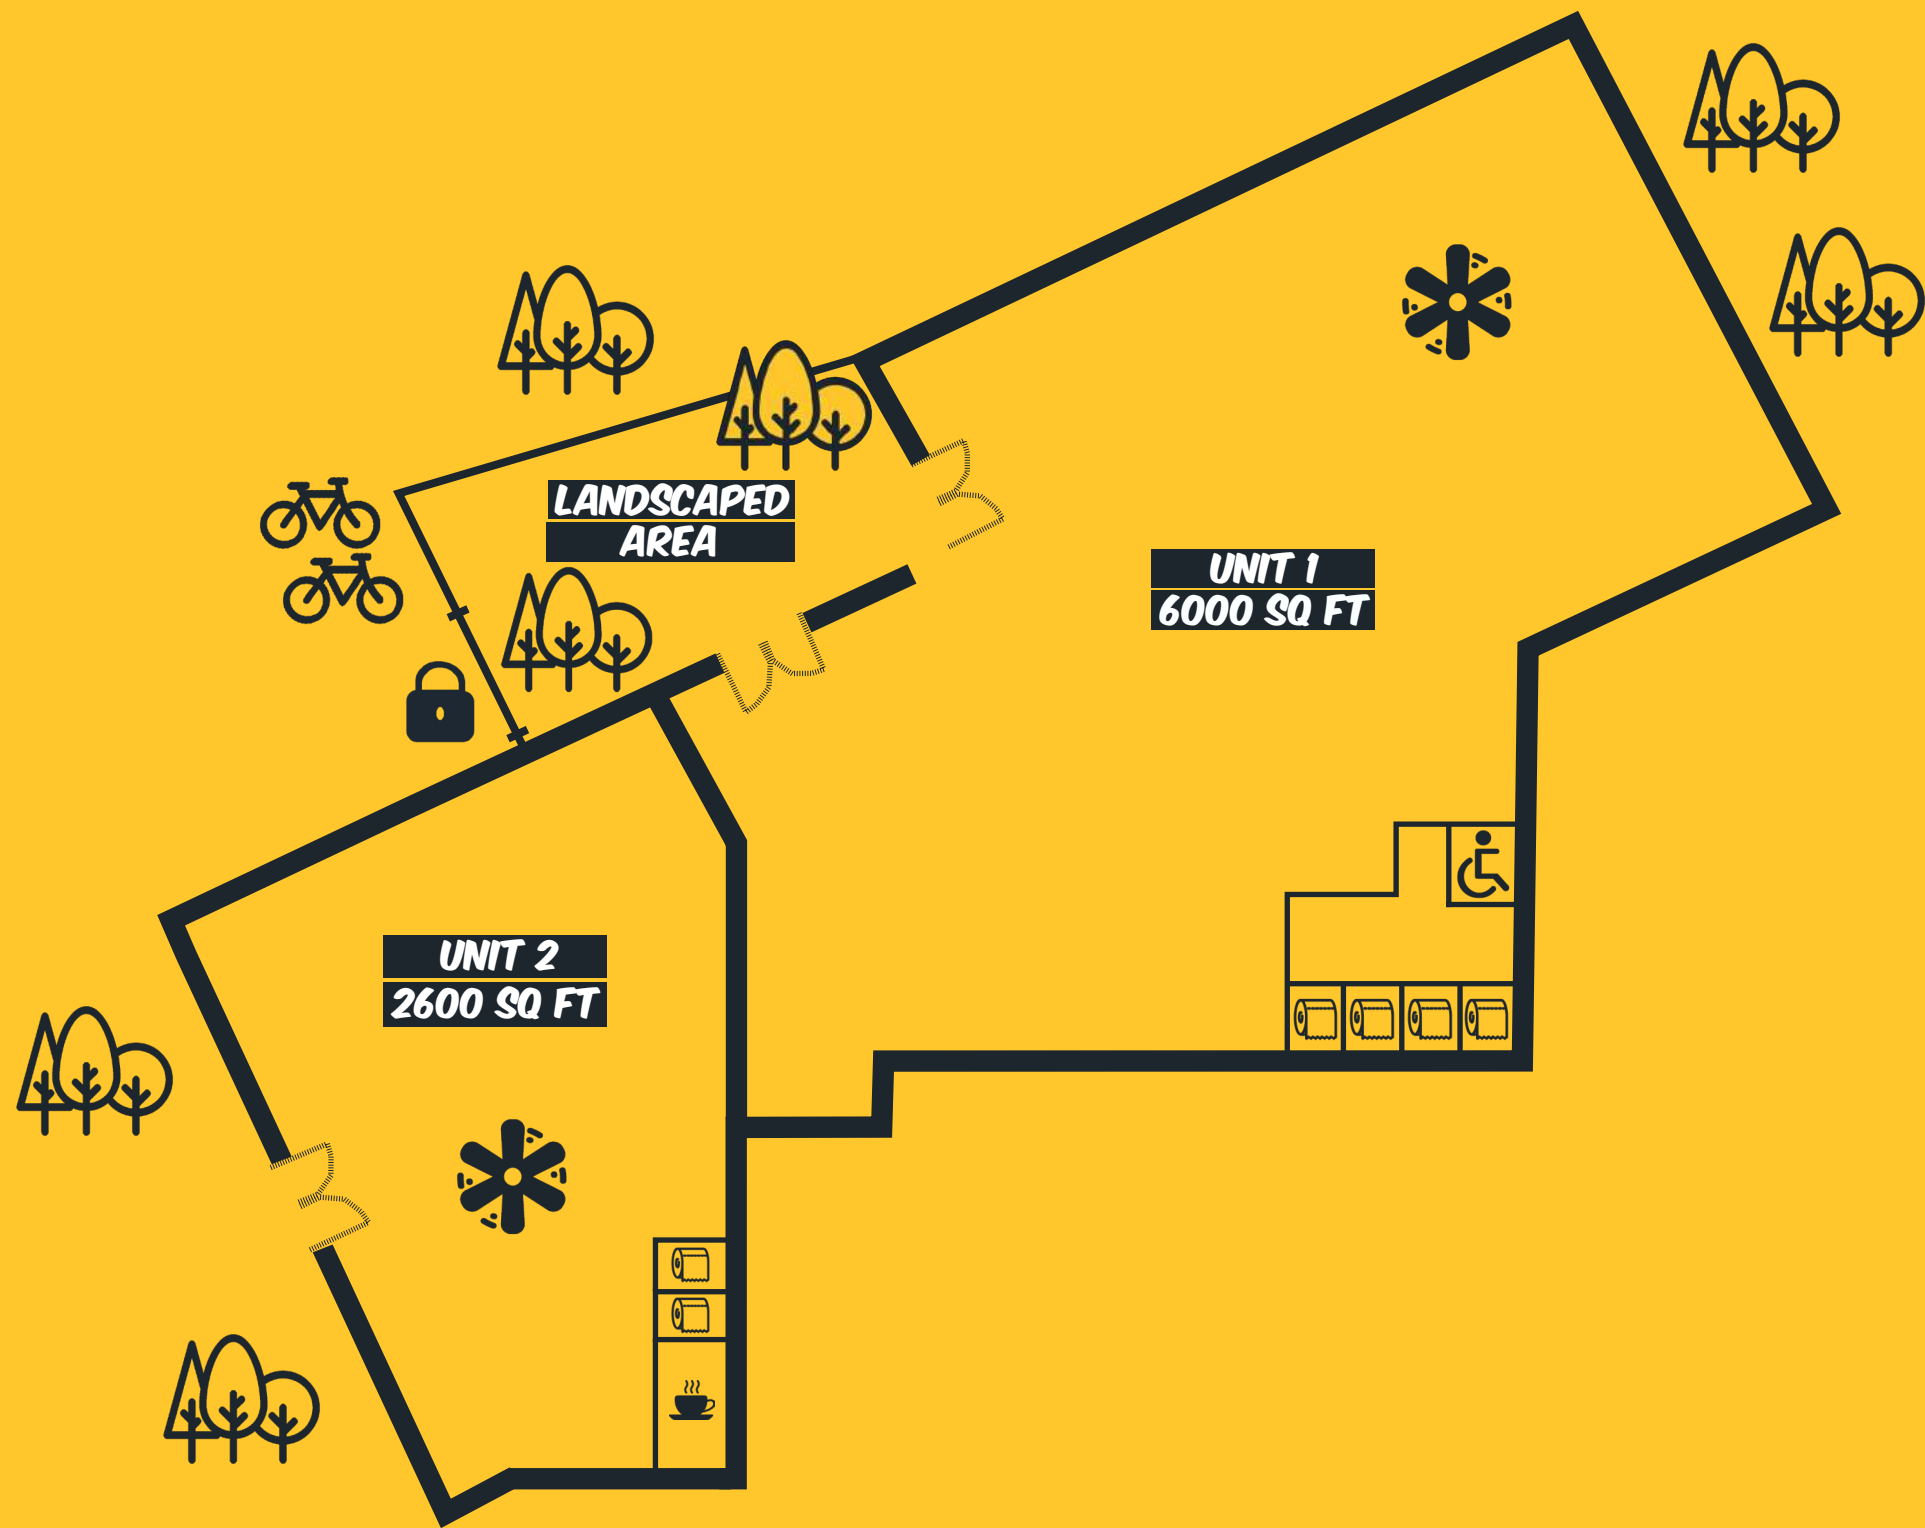 LANDSCAPED
AREA
UNIT 1
6000 SQ FT
UNIT 2
2600 SQ FT